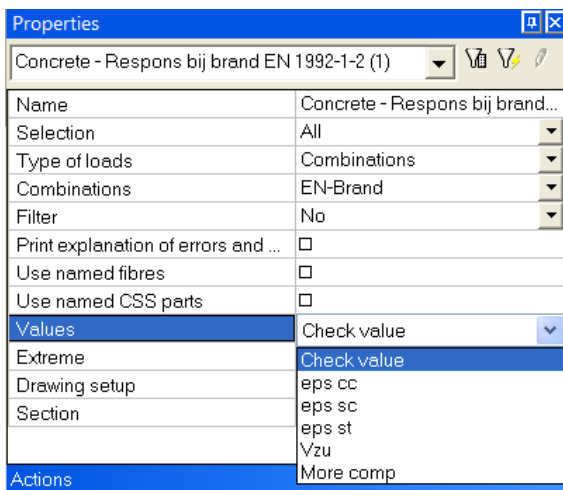 Properties
Concrete - Respons bij brand EN 1992-1-2 (1)
Name Concrete - Respons bij brand...
Selection All
Type of loads Combinations
Combinations EN-Brand
Filter No
Print explanation of errors and ...
Use named fibres
Use named CSS parts
Values Check value
Extreme Check value
Drawing setup eps cc
Section eps sc
eps st
Vzu
More comp
Actions